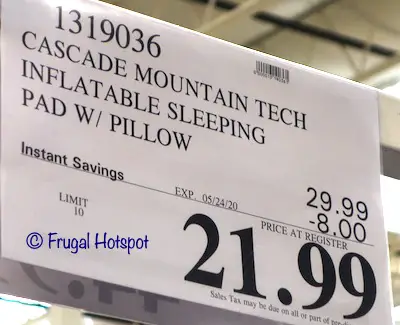 1319036
CASCADE MOUNTAIN TECH
INFLATABLE SLEEPING
PAD W/ PILLOW
Instant Savings
29.99
EXP. 05/24/20
-8.00
LIMIT
10
PRICE AT REGISTER
21.99
© Frugal Hotspot
Sales Tax may be due on all or part of